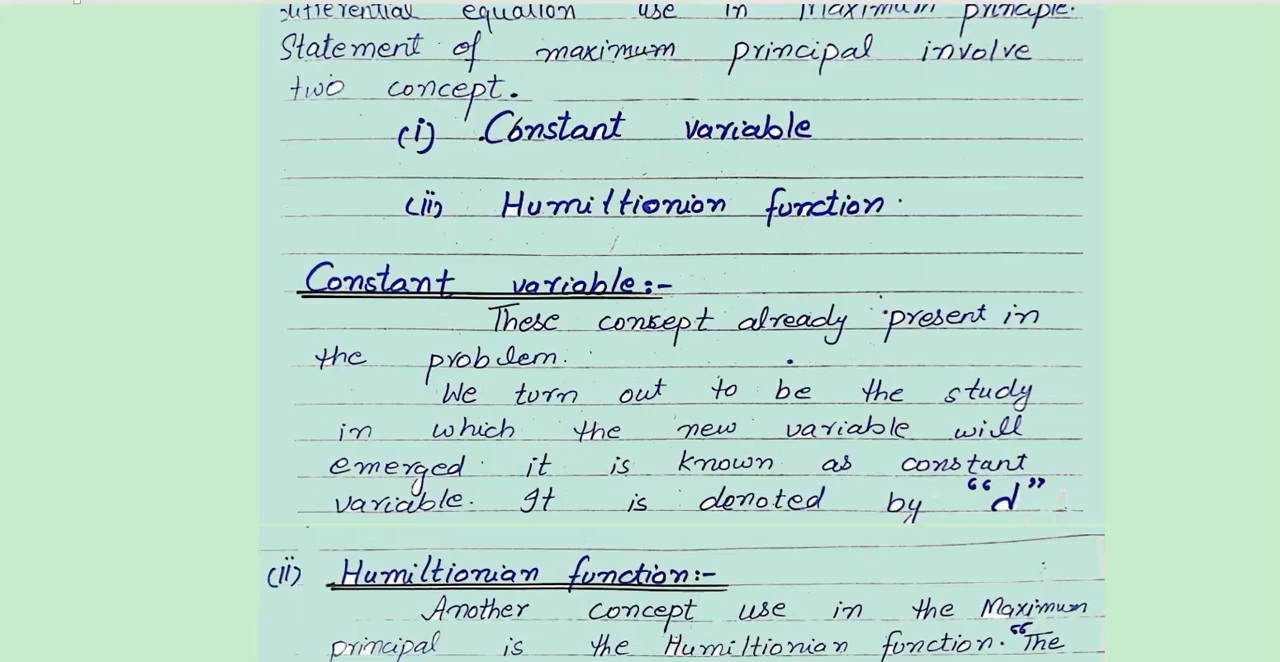 differential equation use in Maximum principle.
Statement of maximum principal involve
two concept.
(i) Constant variable
(ii) Humiltionion function.
Constant variable:-
These consept already present in
the problem.
We turn out to be the study
in which the new variable will
emerged it is known as constant
variable. It is denoted by "d"
(ii) Humiltionian function:-
Another concept use in the Maximum
principal is the Humiltionian function. "The